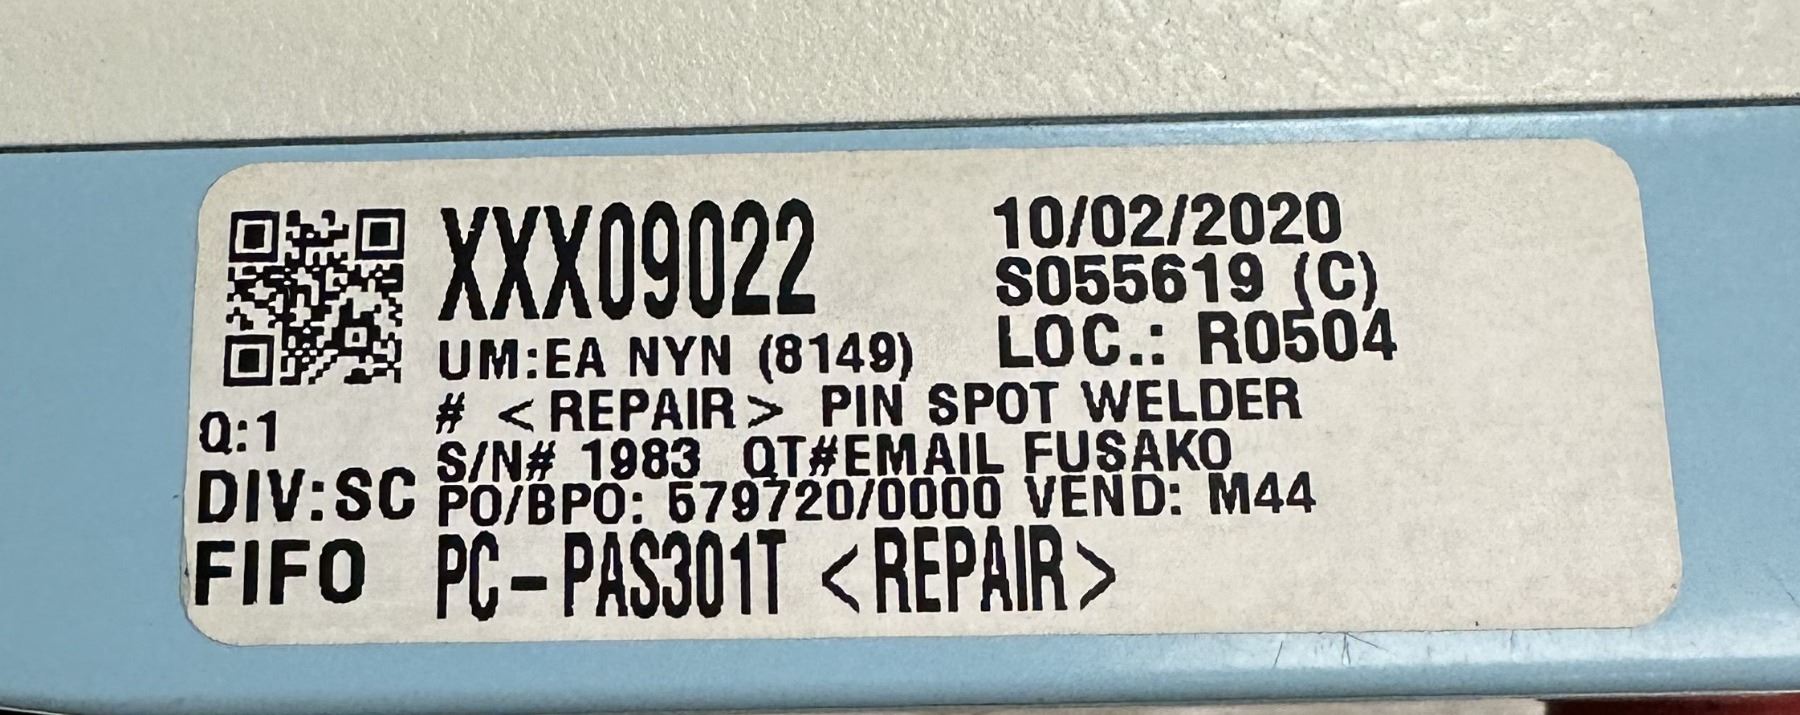 XXX09022
10/02/2020
S055619 (C)
UM:EA NYN (8149)
LOC.: R0504
# <REPAIR> PIN SPOT WELDER
Q:1
S/N# 1983 QT#EMAIL FUSAKO
DIV:SC
PO/BPO: 579720/0000 VEND: M44
FIFO
PC-PAS301T <REPAIR>